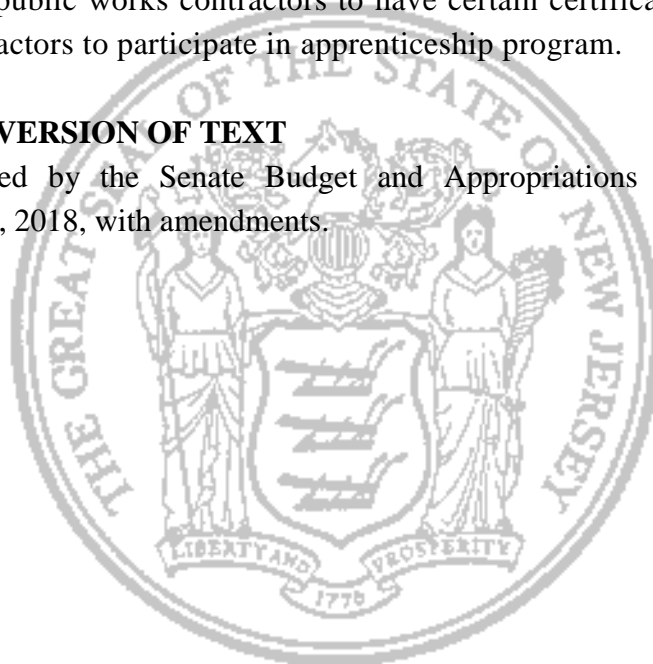 public works contractors to have certain certifica
actors to participate in apprenticeship program.
VERSION OF TEXT
ed by the Senate Budget and Appropriations
, 2018, with amendments.
THE GREAT SEAL OF THE STATE OF NEW JERSEY
LIBERTY AND PROSPERITY
1776